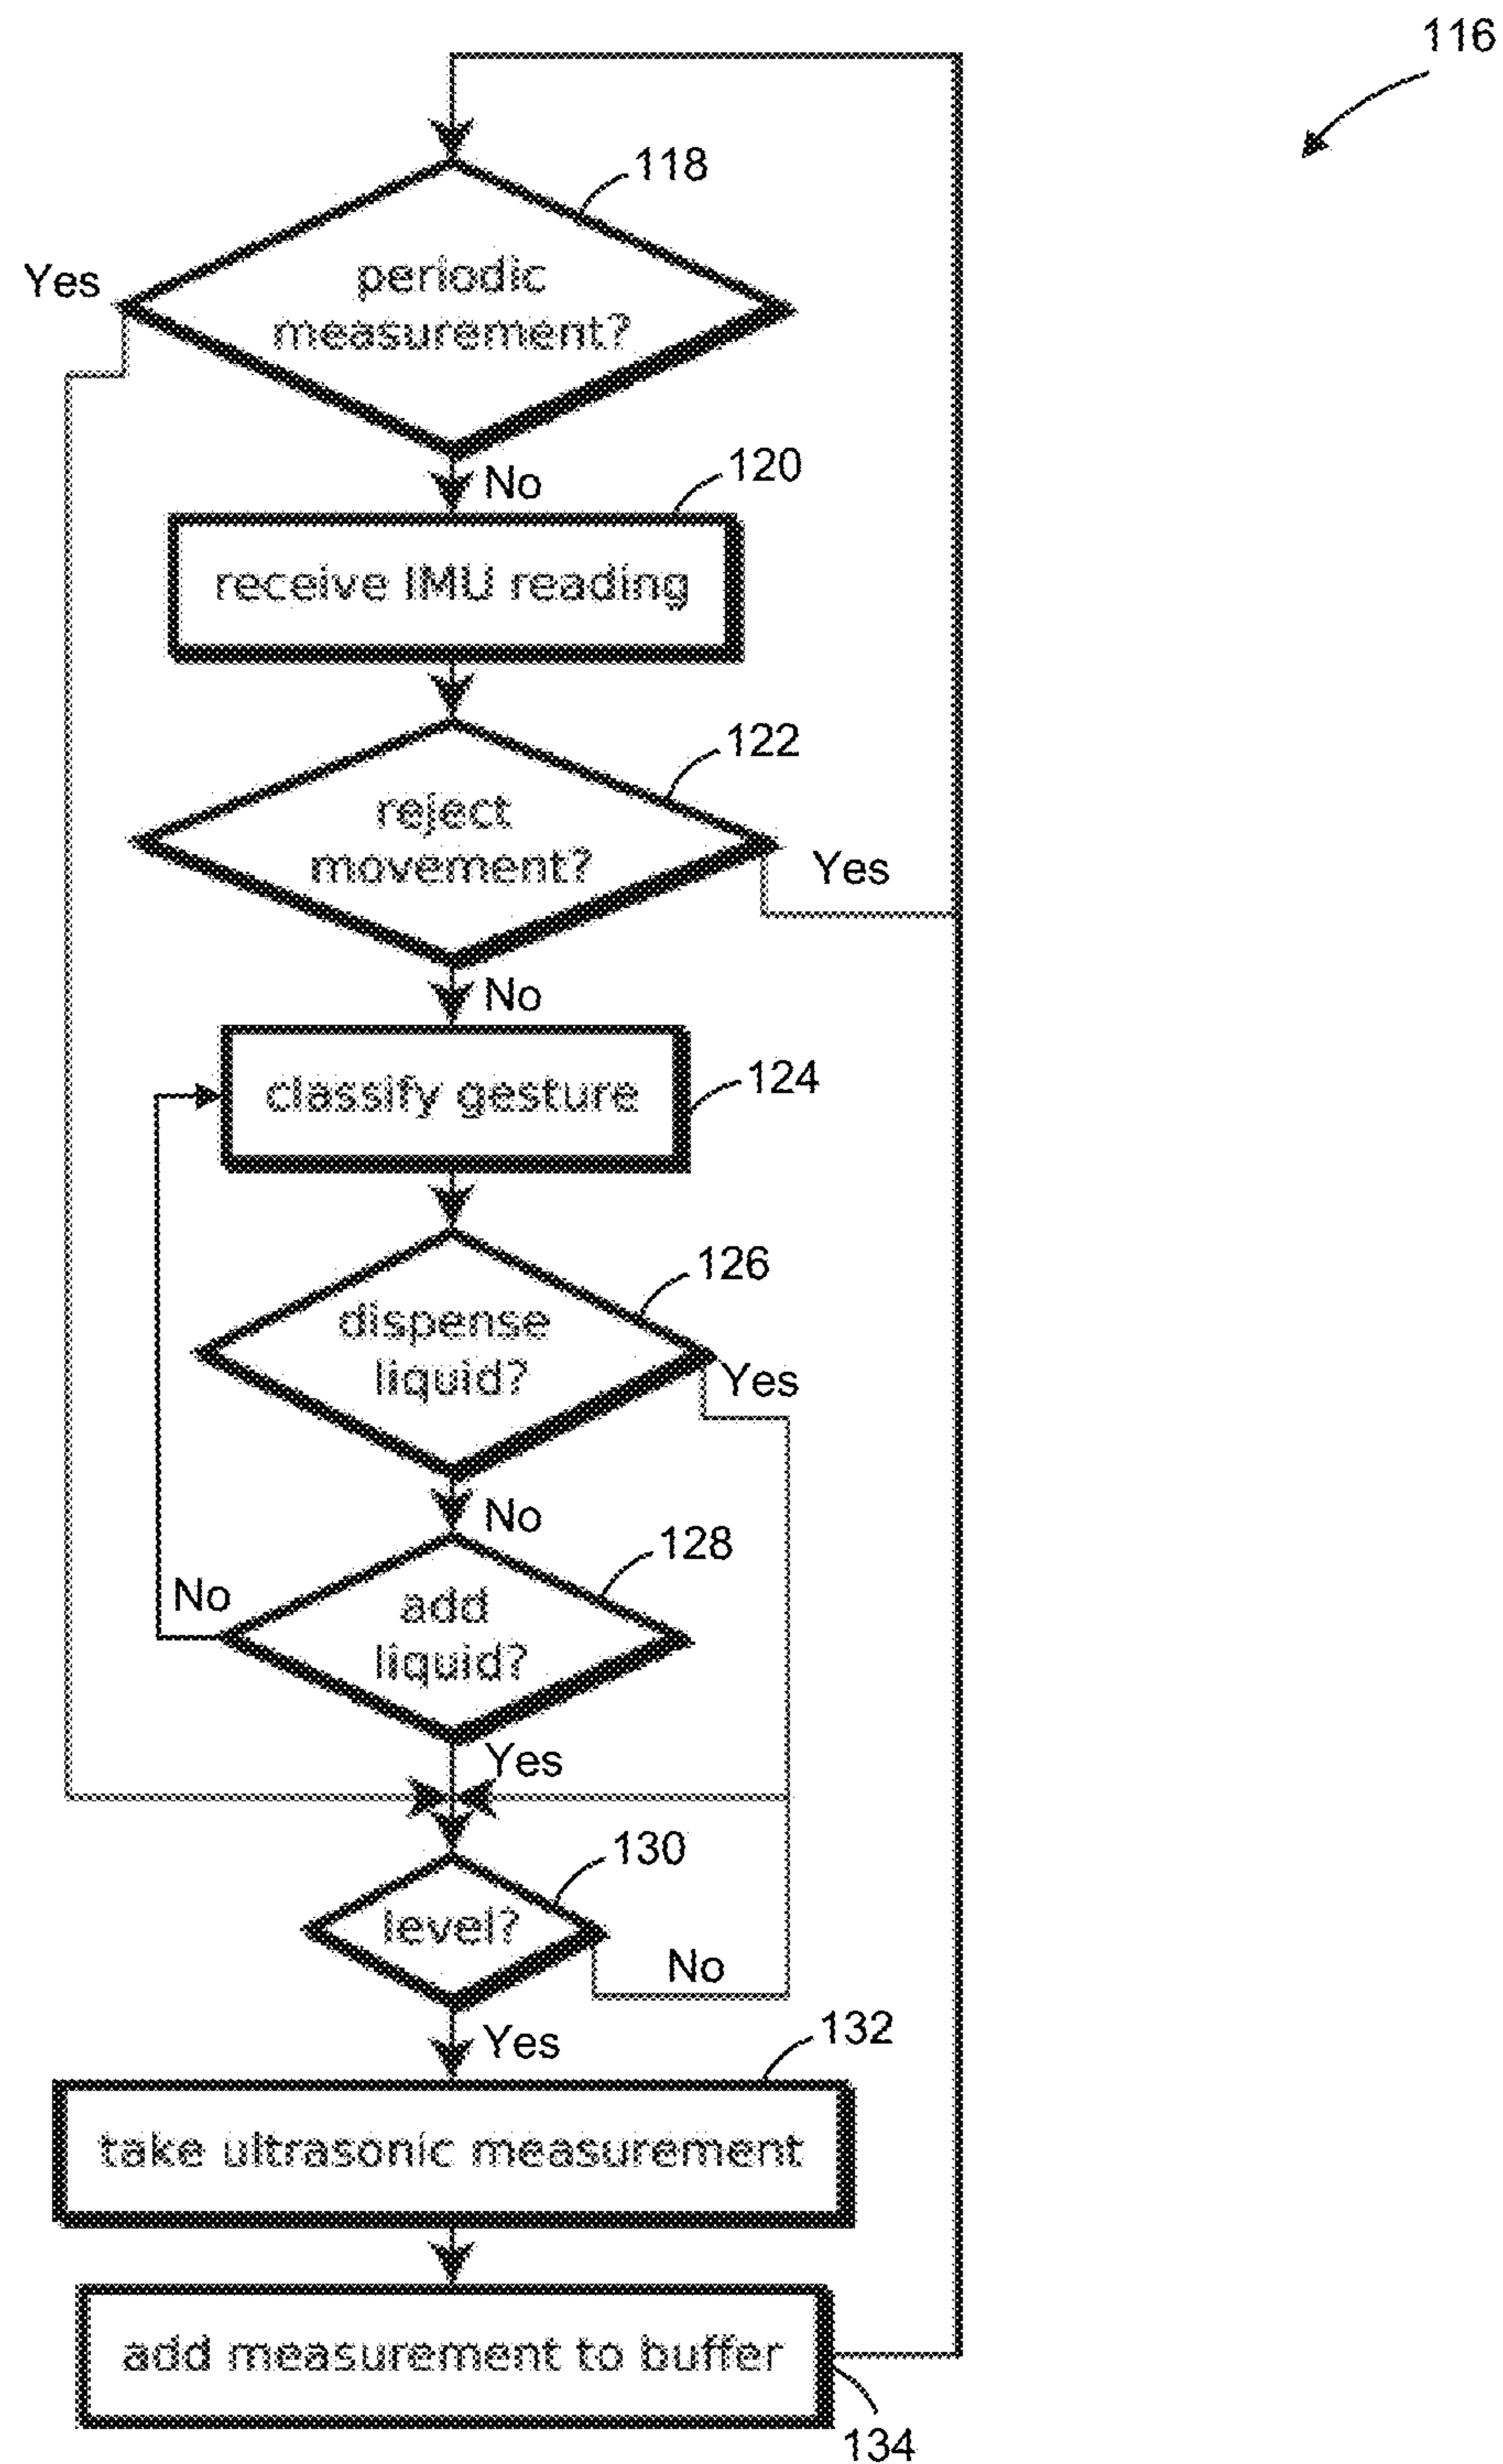 116
118
Yes
periodic
measurement?
No
120
receive IMU reading
122
reject
movement?
Yes
No
classify gesture
124
126
dispense
liquid?
Yes
No
128
No
add
liquid?
Yes
130
level?
No
Yes
132
take ultrasonic measurement
add measurement to buffer
134